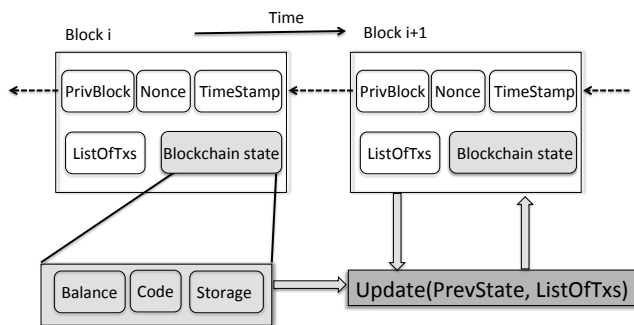 Time
Block i
Block i+1
PrivBlock Nonce TimeStamp
PrivBlock Nonce TimeStamp
ListOfTxs Blockchain state
ListOfTxs Blockchain state
Balance Code Storage
Update(PrevState, ListOfTxs)